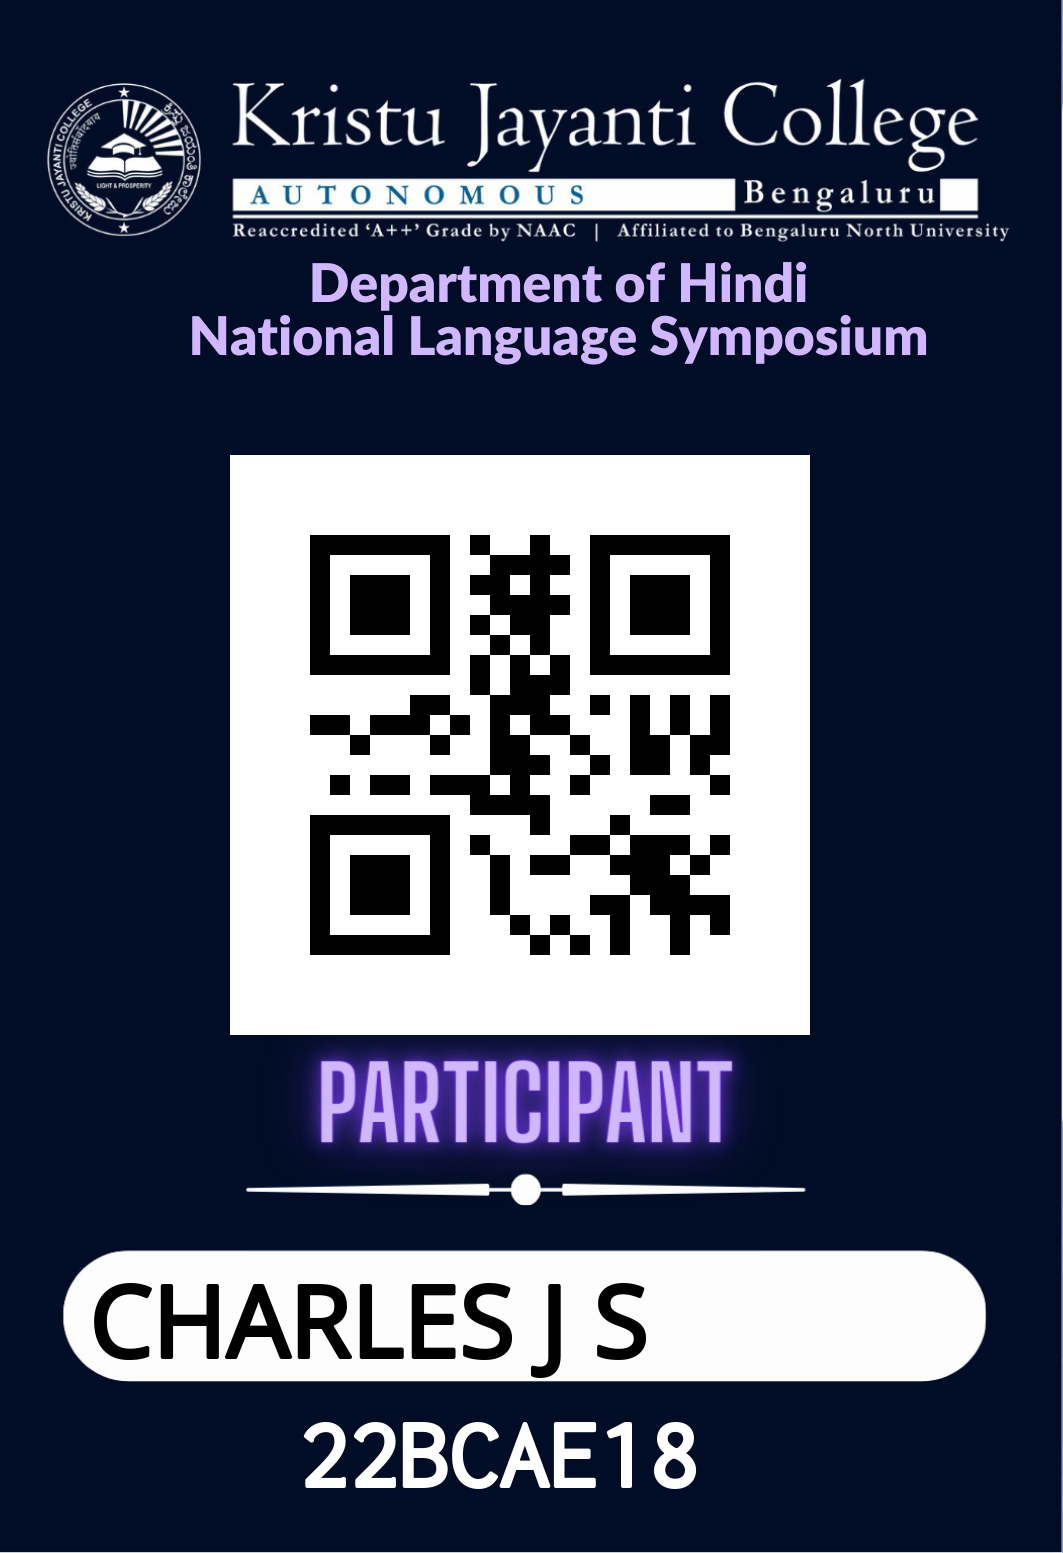 Kristu Jayanti College
AUTONOMOUS Bengaluru
Reaccredited ‘A++’ Grade by NAAC | Affiliated to Bengaluru North University
KRISTU JAYANTI COLLEGE
LIGHT & PROSPERITY
Department of Hindi
National Language Symposium
PARTICIPANT
CHARLES J S
22BCAE18